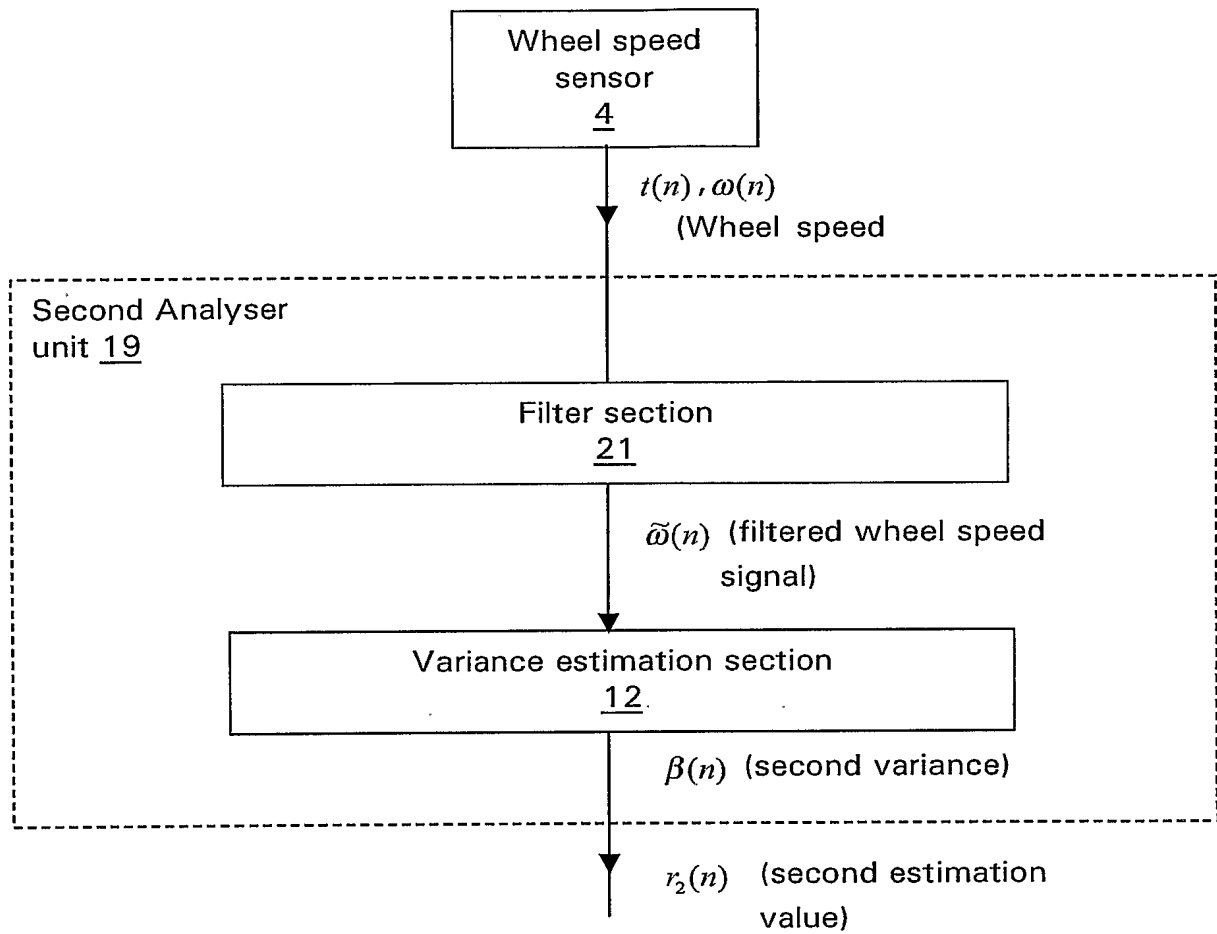 Wheel speed
sensor
4
t(n), ω(n)
(Wheel speed
Second Analyser
unit 19
Filter section
21
ω̃(n) (filtered wheel speed
signal)
Variance estimation section
12
β(n) (second variance)
r₂(n) (second estimation
value)